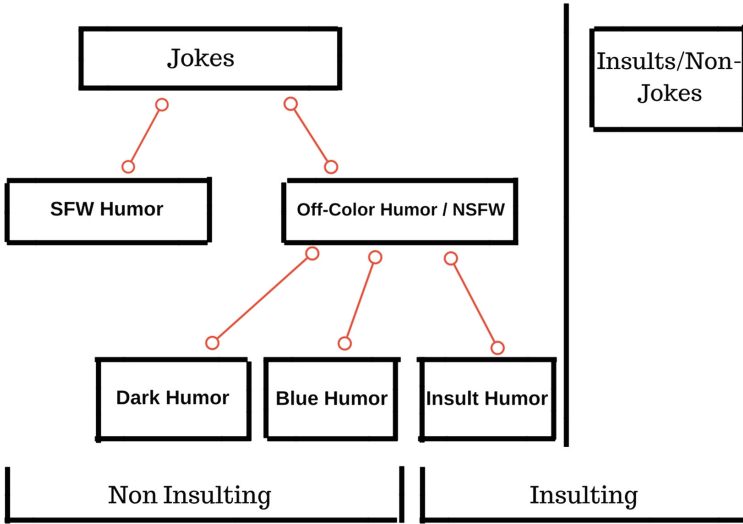 Jokes
Insults/Non-
Jokes
SFW Humor
Off-Color Humor / NSFW
Dark Humor
Blue Humor
Insult Humor
Non Insulting
Insulting